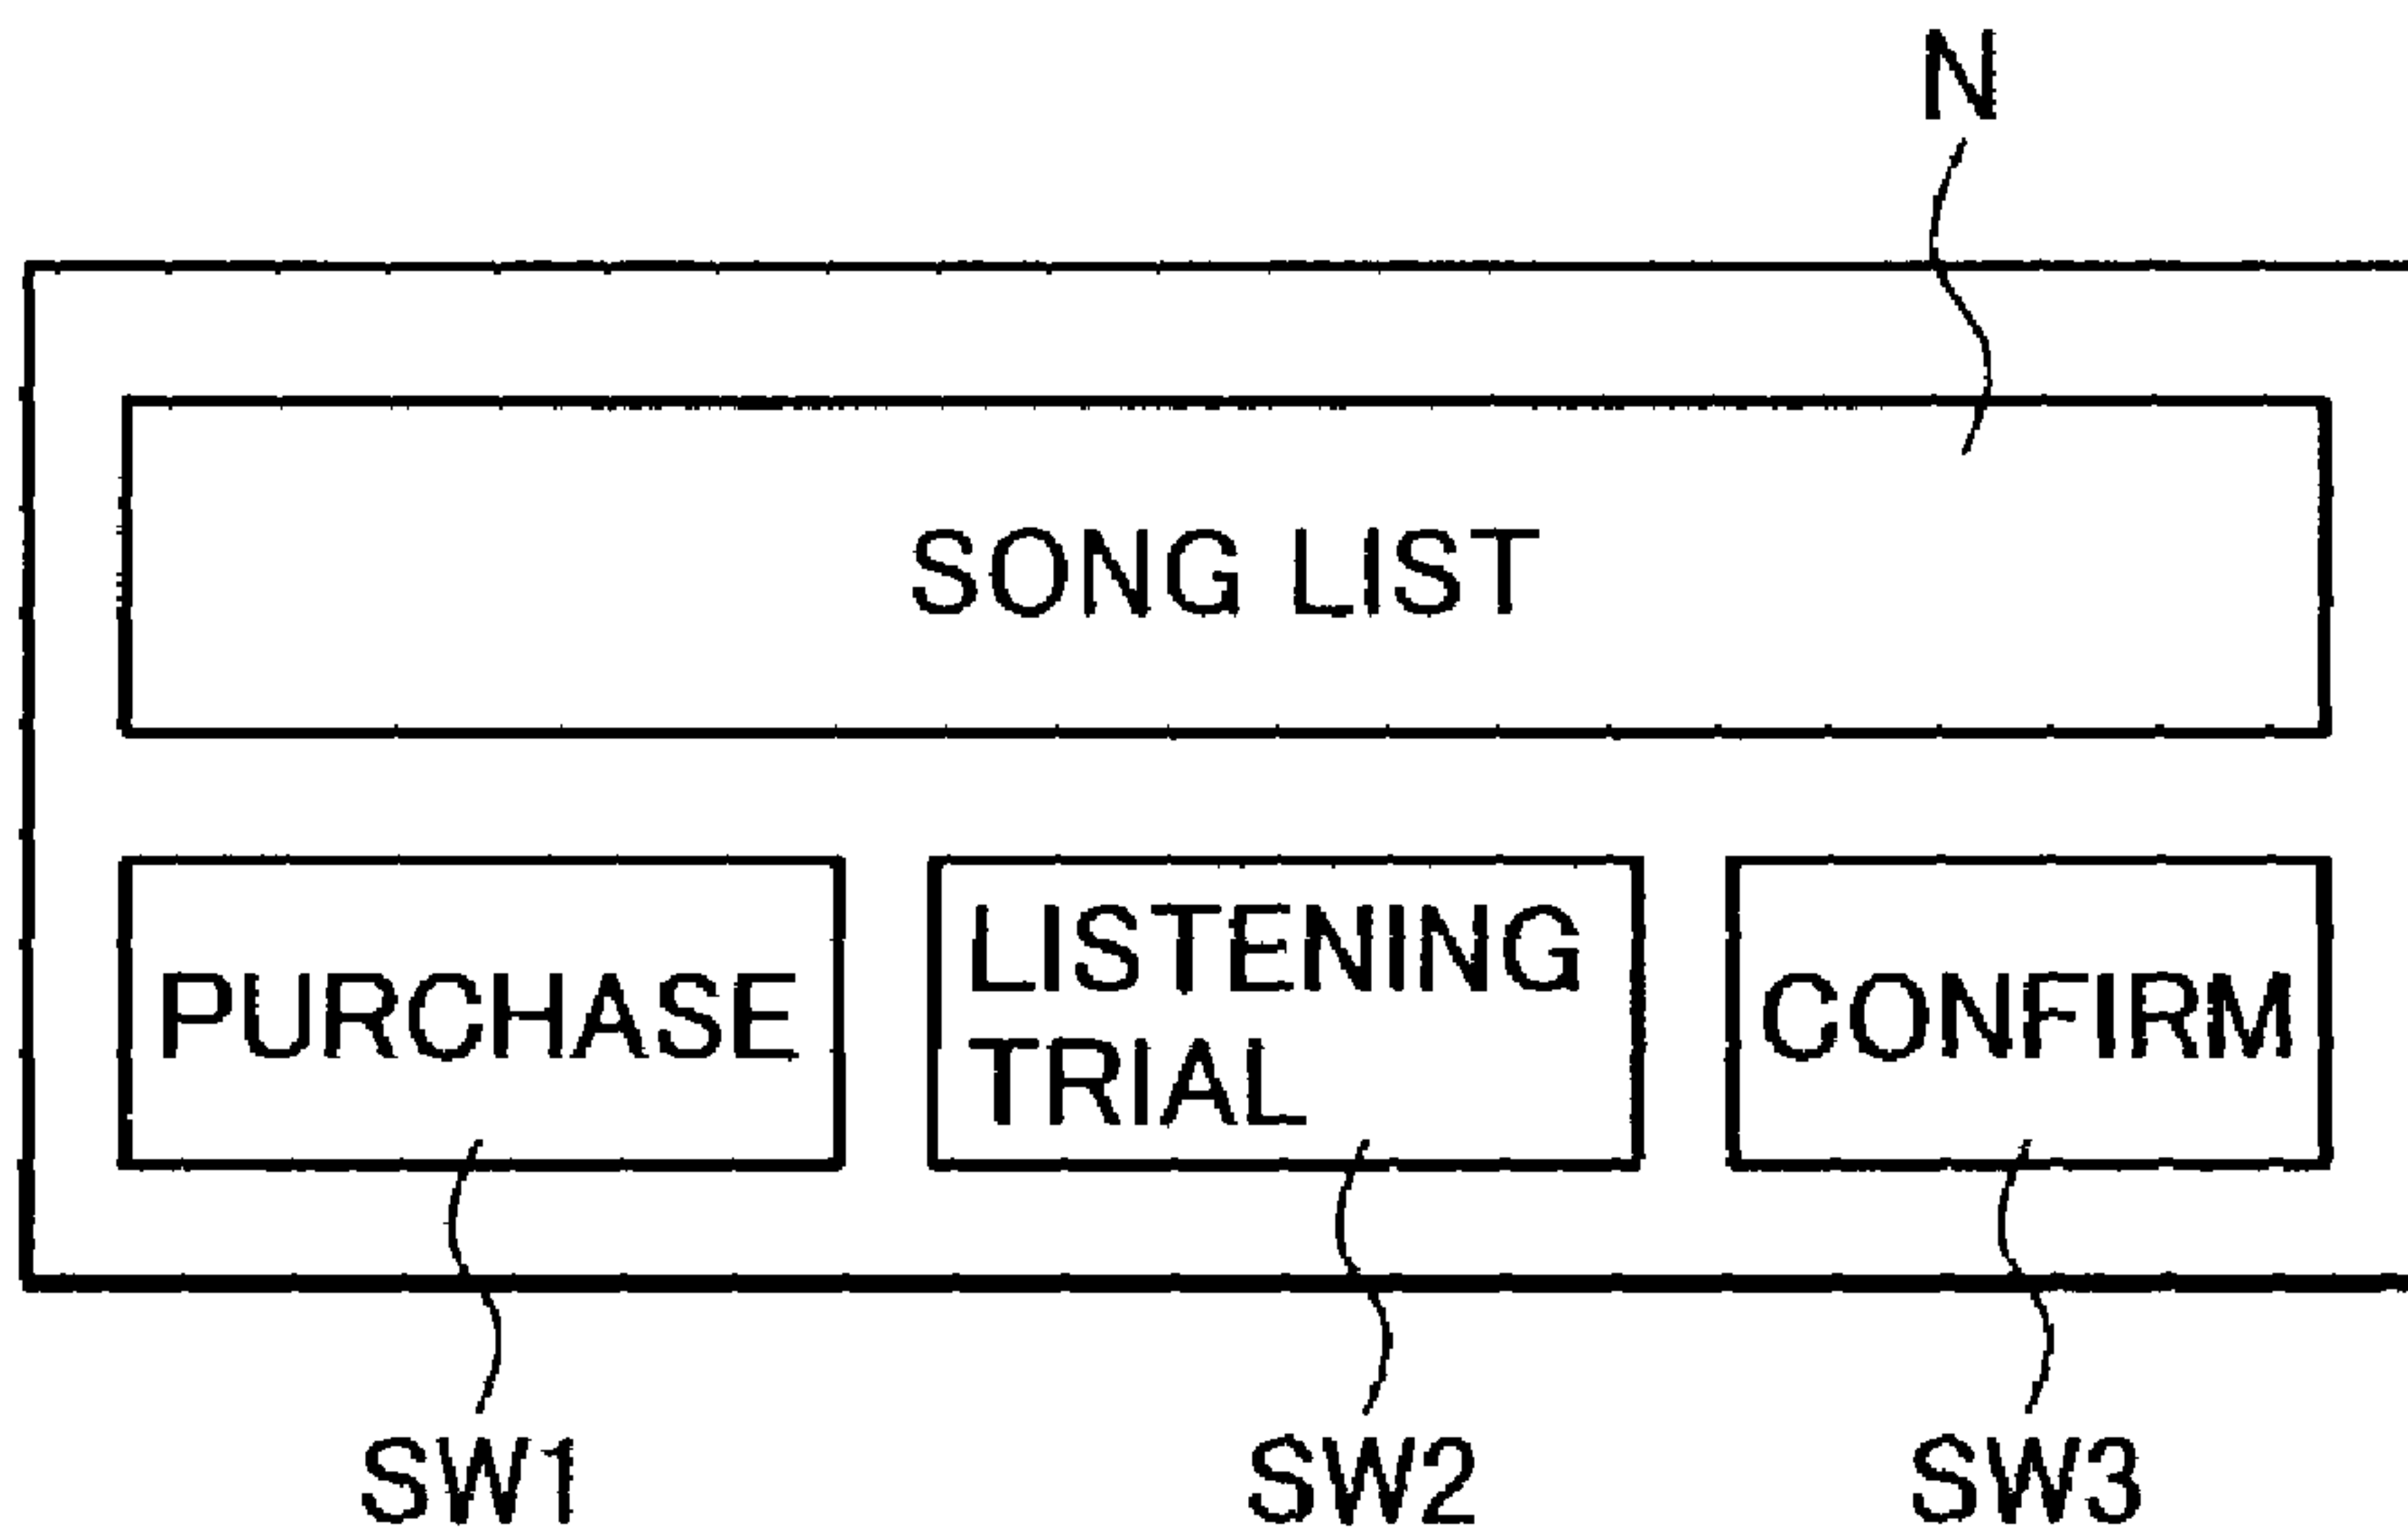 N
SONG LIST
PURCHASE
LISTENING
TRIAL
CONFIRM
SW1
SW2
SW3